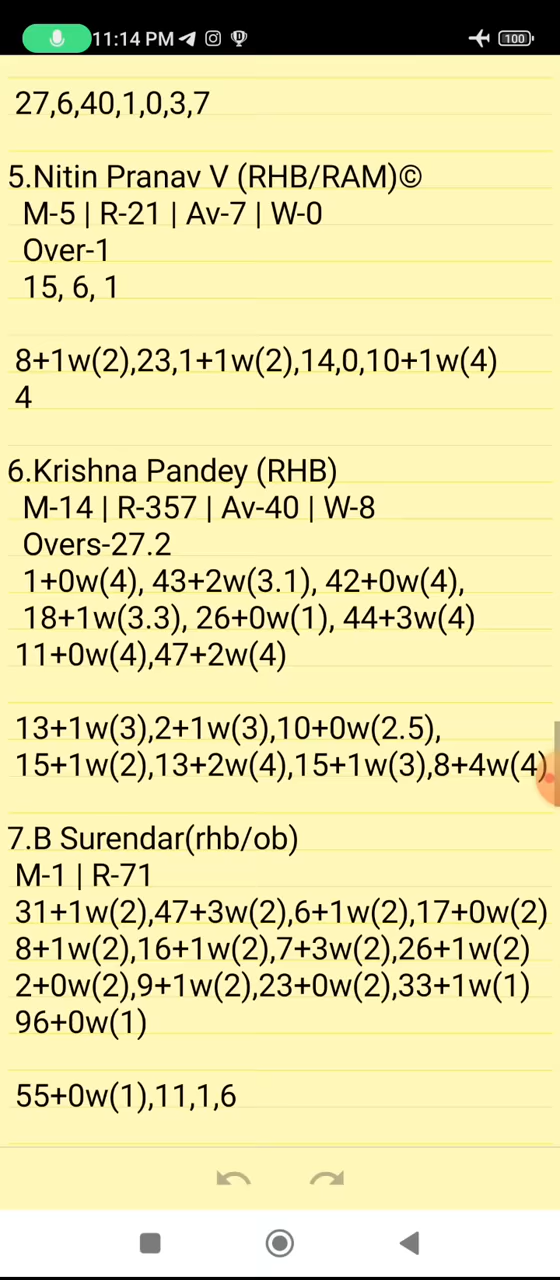 11:14 PM
100
27,6,40,1,0,3,7
5.Nitin Pranav V (RHB/RAM)©
M-5 | R-21 | Av-7 | W-0
Over-1
15, 6, 1
8+1w(2),23,1+1w(2),14,0,10+1w(4)
4
6.Krishna Pandey (RHB)
M-14 | R-357 | Av-40 | W-8
Overs-27.2
1+0w(4), 43+2w(3.1), 42+0w(4),
18+1w(3.3), 26+0w(1), 44+3w(4)
11+0w(4),47+2w(4)
13+1w(3),2+1w(3),10+0w(2.5),
15+1w(2),13+2w(4),15+1w(3),8+4w(4)
7.B Surendar(rhb/ob)
M-1 | R-71
31+1w(2),47+3w(2),6+1w(2),17+0w(2)
8+1w(2),16+1w(2),7+3w(2),26+1w(2)
2+0w(2),9+1w(2),23+0w(2),33+1w(1)
96+0w(1)
55+0w(1),11,1,6